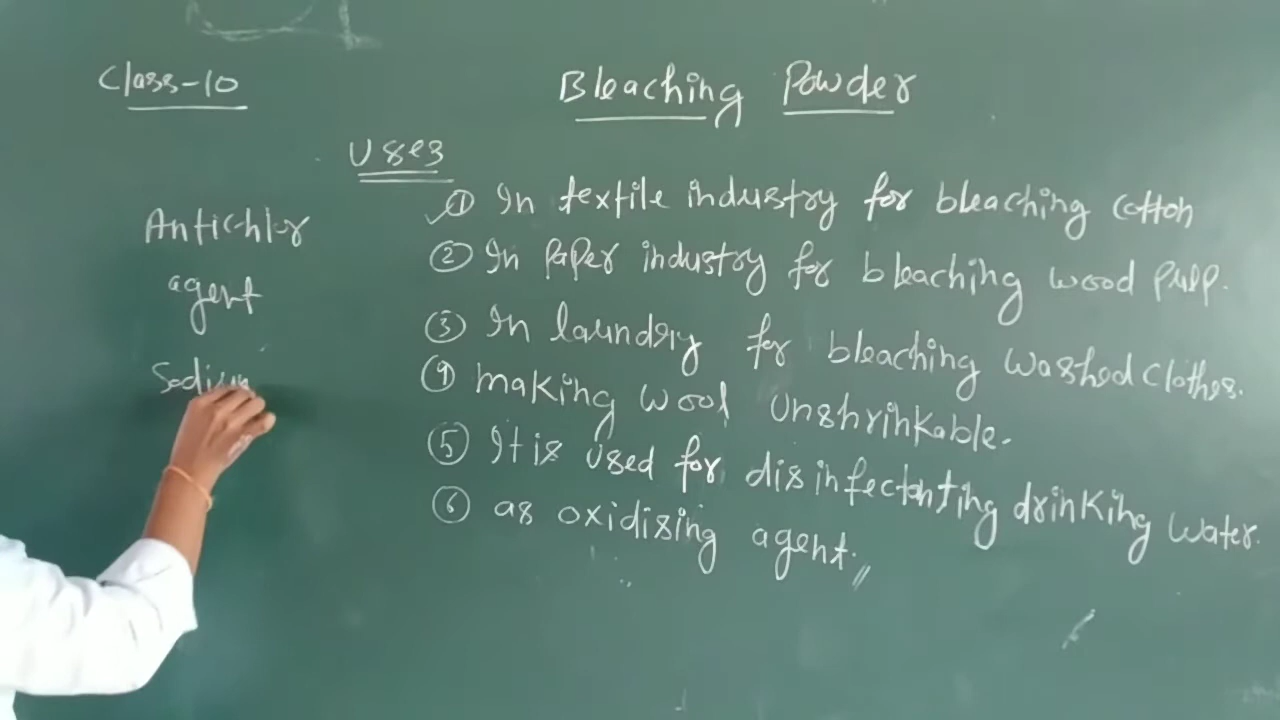 Class-10
Bleaching Powder
Uses
Antichlor
agent
Sodium
① In textile industry for bleaching cotton
② In paper industry for bleaching wood pulp.
③ In laundry for bleaching washed clothes.
④ making wool unshrinkable.
⑤ It is used for disinfectanting drinking water.
⑥ as oxidising agent.